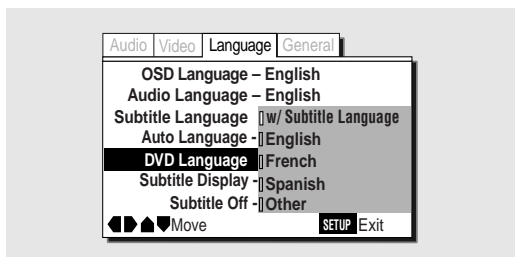 Audio Video Language General
OSD Language – English
Audio Language – English
Subtitle Language w/ Subtitle Language
Auto Language - English
DVD Language French
Subtitle Display - Spanish
Subtitle Off - Other
Move SETUP Exit